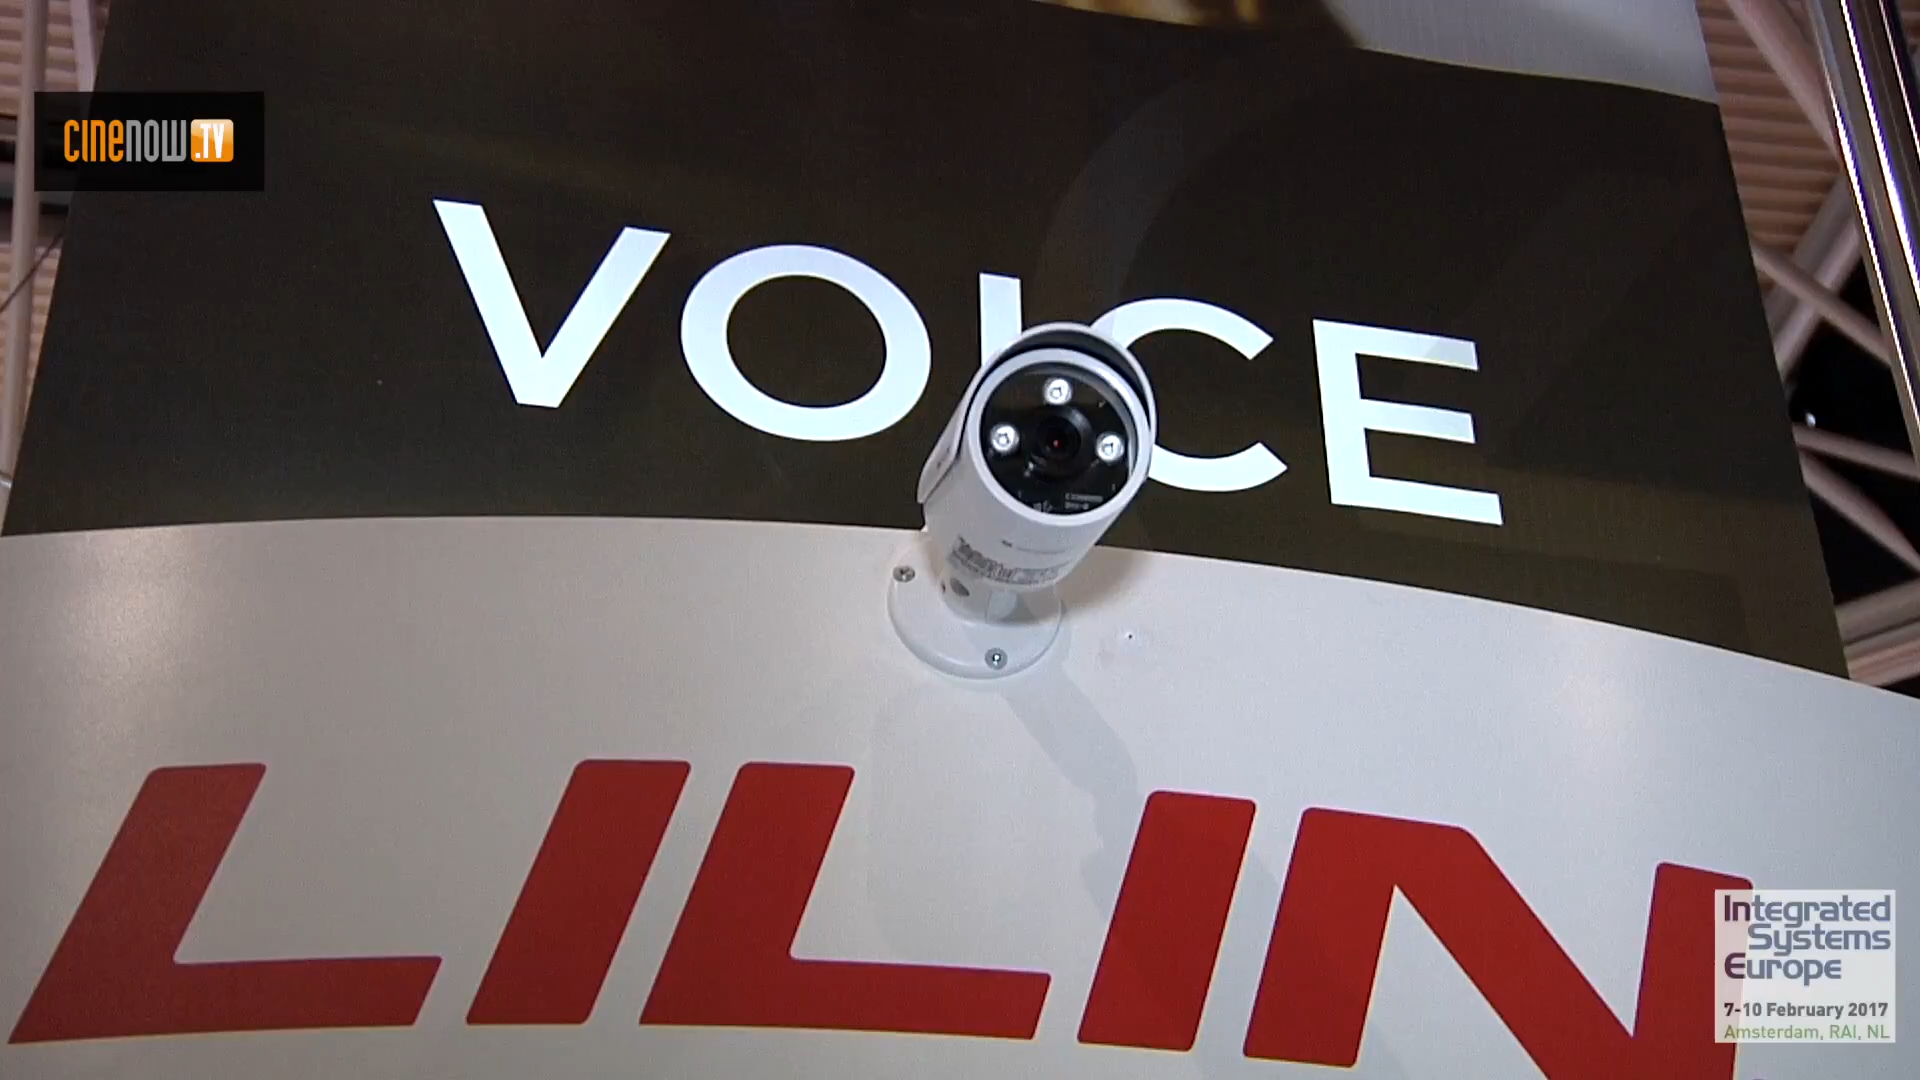 cinenow.TV
VOICE
LILIN
Integrated
Systems
Europe
7-10 February 2017
Amsterdam, RAI, NL